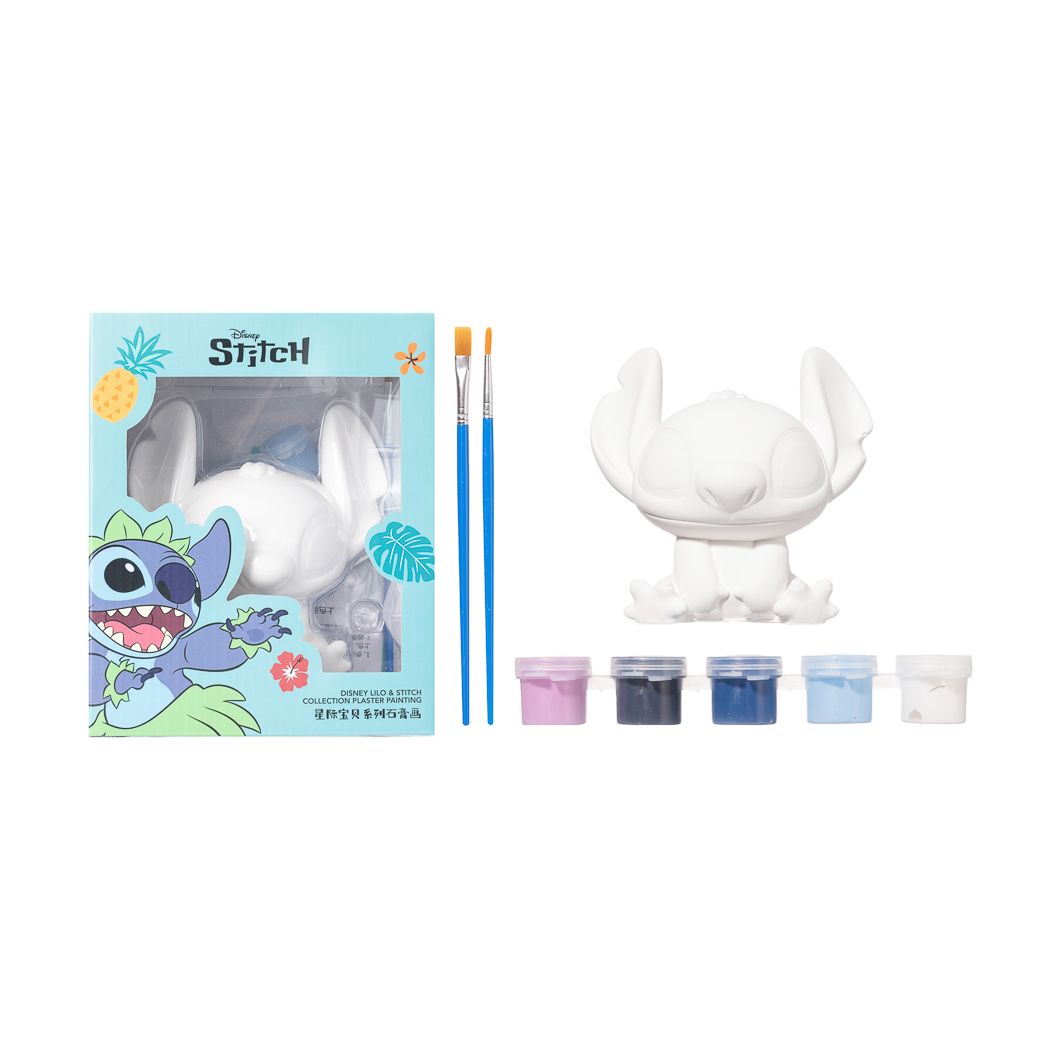 Disney
Stitch
DISNEY LILO & STITCH
COLLECTION PLASTER PAINTING
星际宝贝系列石膏画